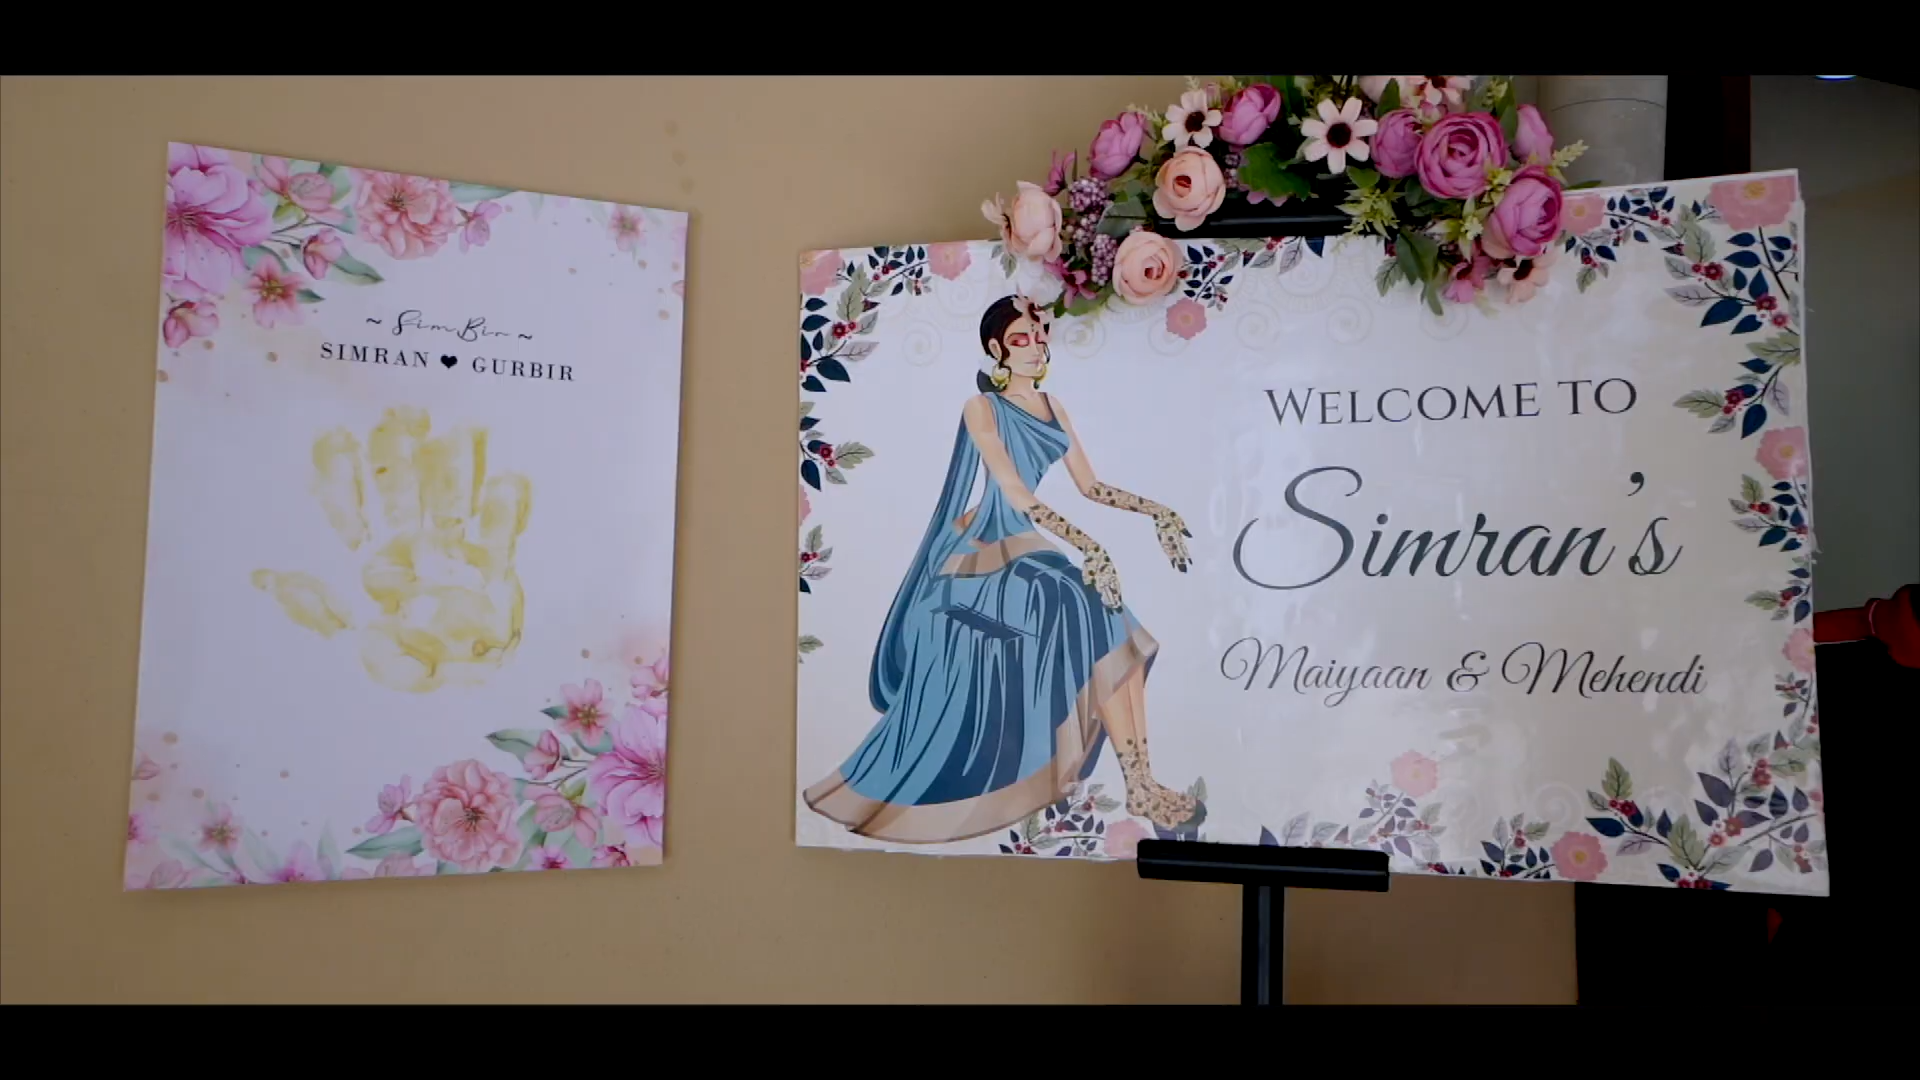 ~ SimBir ~
SIMRAN ♥ GURBIR
WELCOME TO
Simran's
Maiyaan & Mehendi